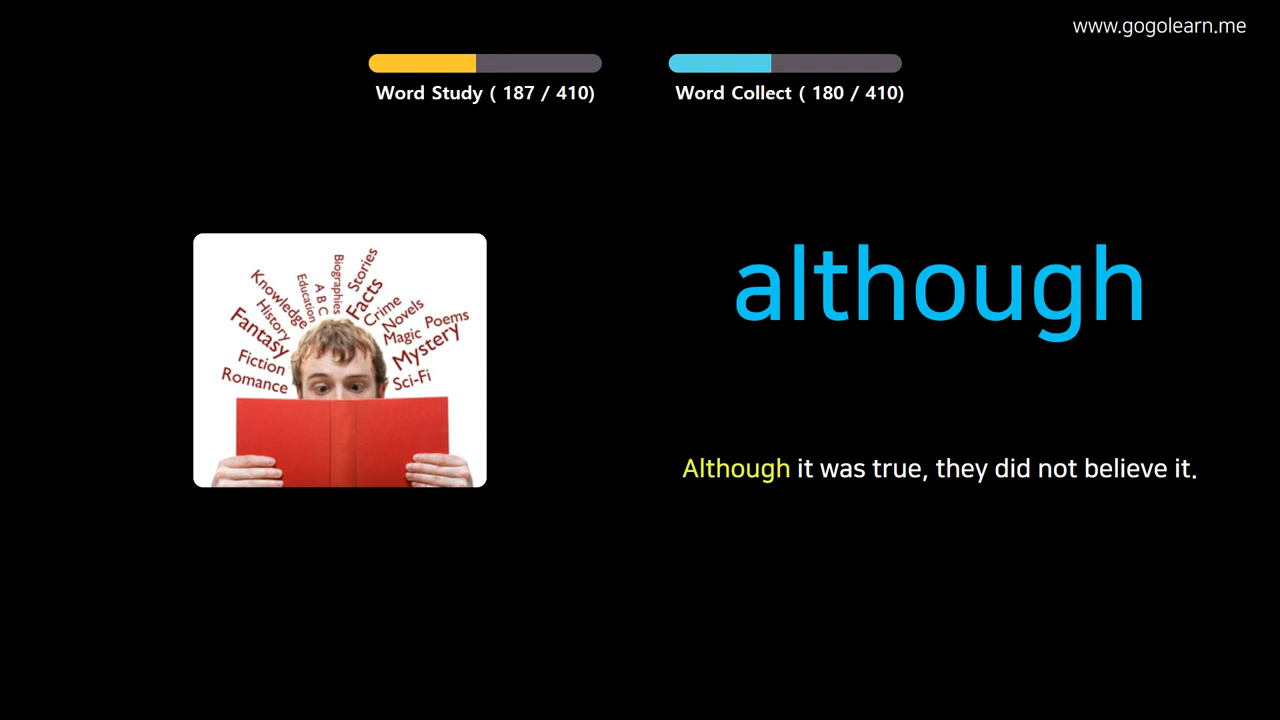 www.gogolearn.me
Word Study ( 187 / 410)
Word Collect ( 180 / 410)
Stories
Biographies
Facts
A B C
Education
Knowledge
Crime
History
Novels
Fantasy
Poems
Magic
Mystery
Fiction
Romance
Sci-Fi
although
Although it was true, they did not believe it.